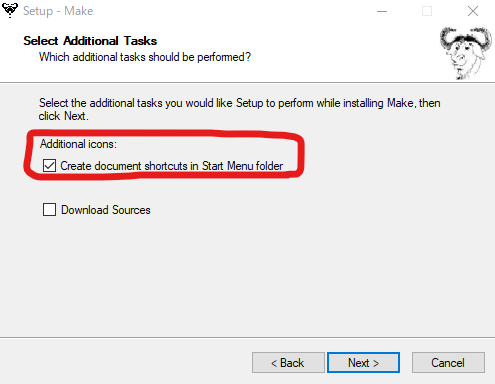 Setup - Make
Select Additional Tasks
Which additional tasks should be performed?
Select the additional tasks you would like Setup to perform while installing Make, then
click Next.
Additional icons:
Create document shortcuts in Start Menu folder
Download Sources
< Back
Next >
Cancel